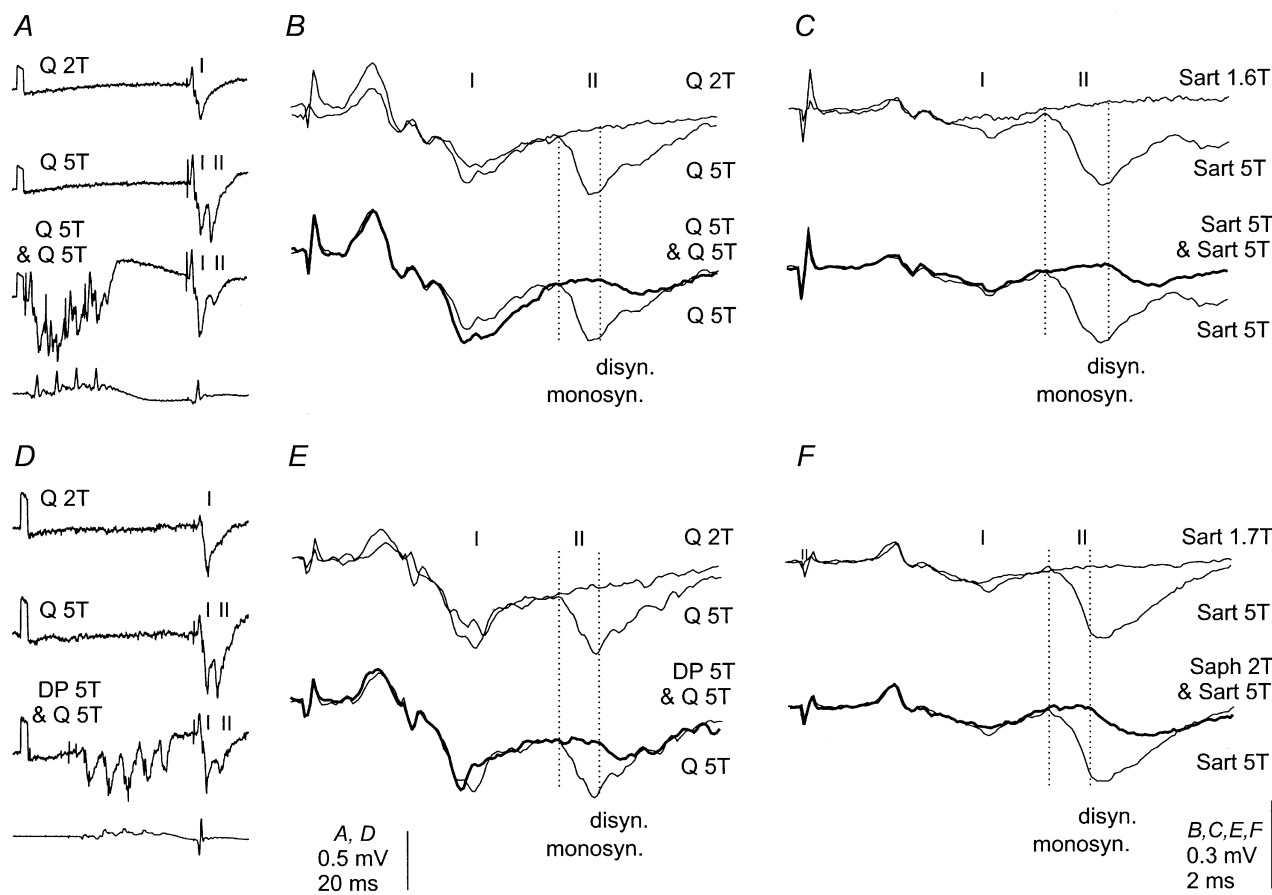 A
Q 2T
I
Q 5T
I II
Q 5T
& Q 5T
I II
B
I
II
Q 2T
Q 5T
Q 5T
& Q 5T
Q 5T
disyn.
monosyn.
C
I
II
Sart 1.6T
Sart 5T
Sart 5T
& Sart 5T
Sart 5T
disyn.
monosyn.
D
Q 2T
I
Q 5T
I II
DP 5T
& Q 5T
I II
E
I
II
Q 2T
Q 5T
DP 5T
& Q 5T
Q 5T
disyn.
monosyn.
F
I
II
Sart 1.7T
Sart 5T
Saph 2T
& Sart 5T
Sart 5T
disyn.
monosyn.
A, D
0.5 mV
20 ms
B,C,E,F
0.3 mV
2 ms